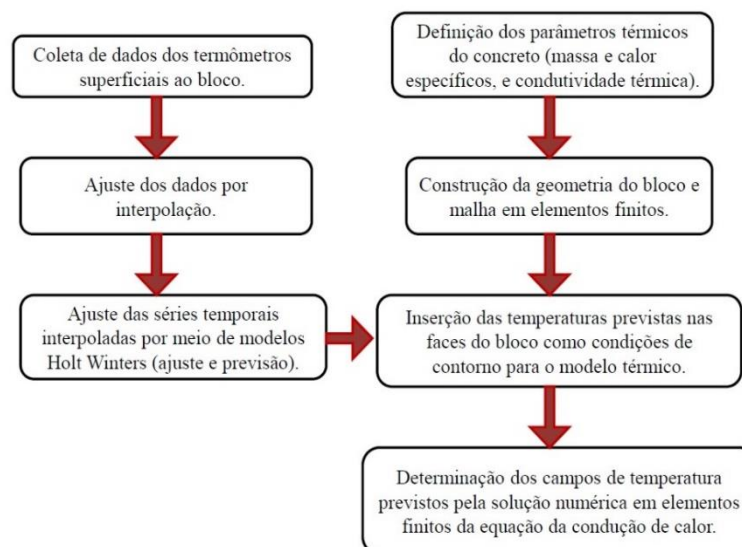 Coleta de dados dos termômetros
superficiais ao bloco.
Ajuste dos dados por
interpolação.
Ajuste das séries temporais
interpoladas por meio de modelos
Holt Winters (ajuste e previsão).
Definição dos parâmetros térmicos
do concreto (massa e calor
específicos, e condutividade térmica).
Construção da geometria do bloco e
malha em elementos finitos.
Inserção das temperaturas previstas nas
faces do bloco como condições de
contorno para o modelo térmico.
Determinação dos campos de temperatura
previstos pela solução numérica em elementos
finitos da equação da condução de calor.